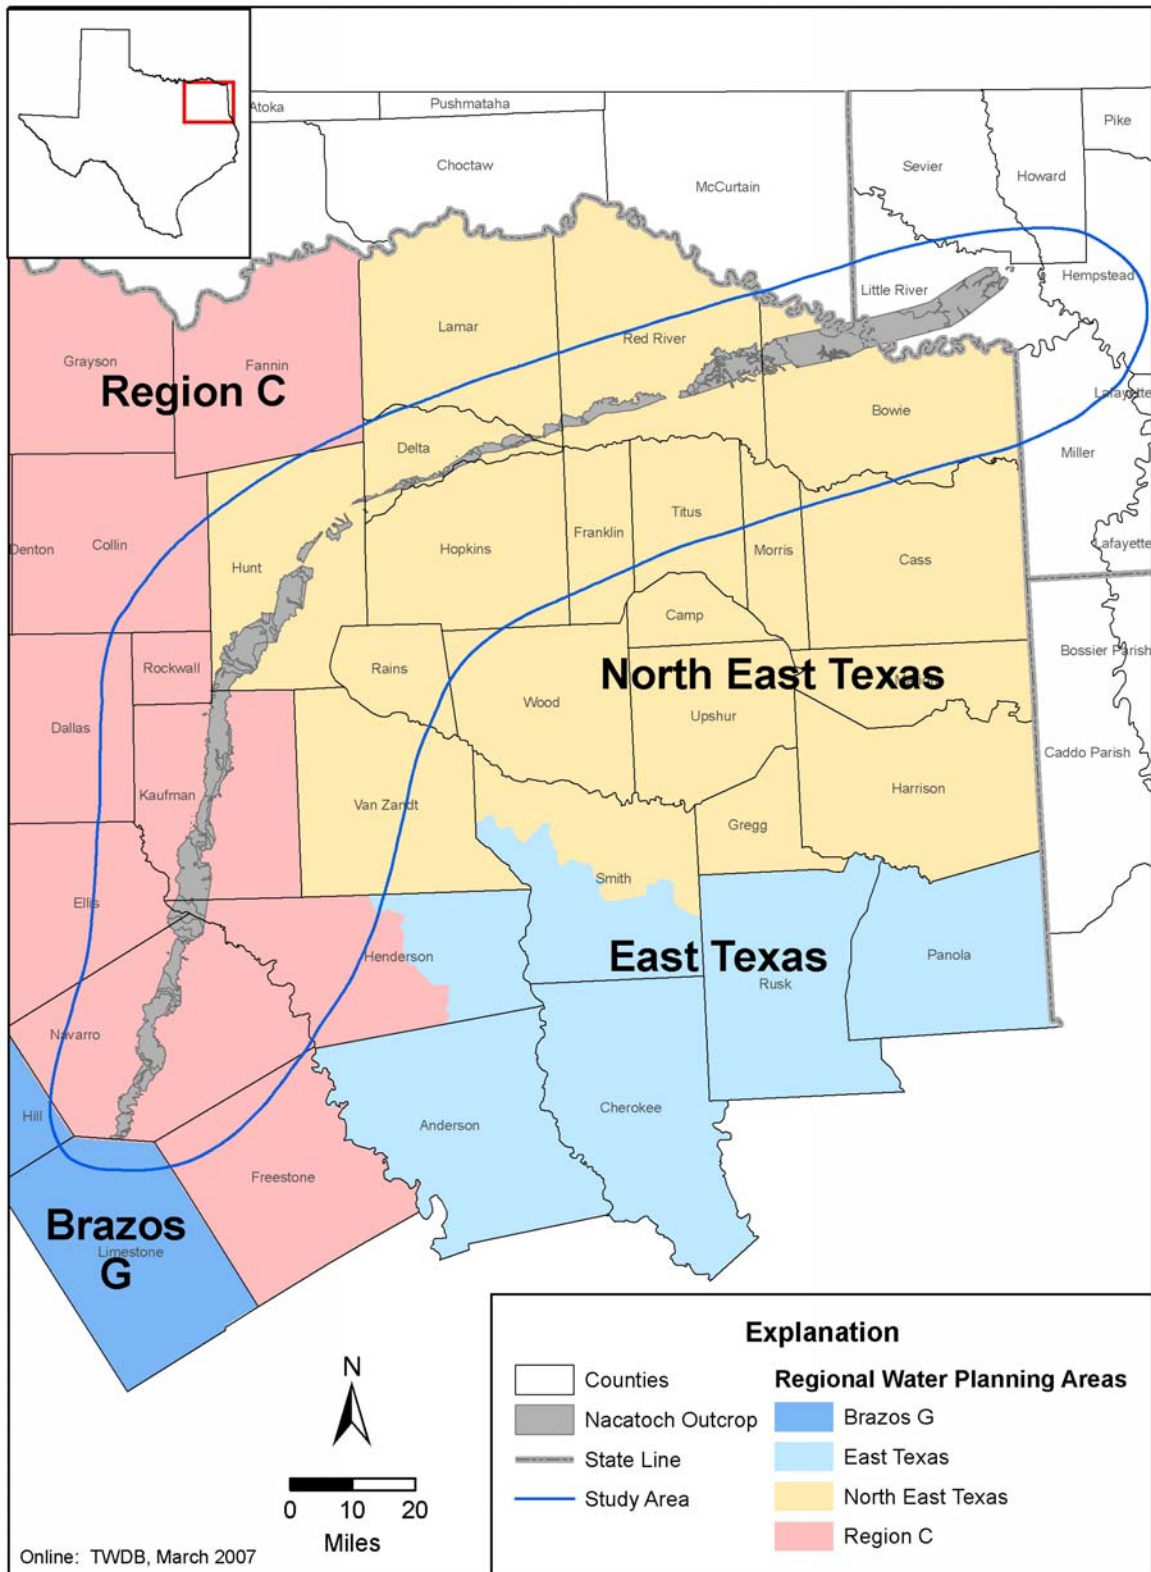 Atoka
Pushmataha
Pike
Choctaw
McCurtain
Sevier
Howard
Hempstead
Little River
Lamar
Red River
Grayson
Fannin
Region C
Lafayette
Bowie
Delta
Miller
Titus
Denton
Collin
Hopkins
Franklin
Morris
Lafayette
Hunt
Cass
Camp
Rockwall
Rains
Bossier Parish
North East Texas
Wood
Upshur
Dallas
Caddo Parish
Kaufman
Van Zandt
Harrison
Gregg
Ellis
Smith
Henderson
East Texas
Panola
Rusk
Navarro
Hill
Cherokee
Anderson
Freestone
Brazos
G
Limestone
Explanation
Counties
Nacatoch Outcrop
State Line
Study Area
Regional Water Planning Areas
Brazos G
East Texas
North East Texas
Region C
N
0 10 20
Miles
Online: TWDB, March 2007